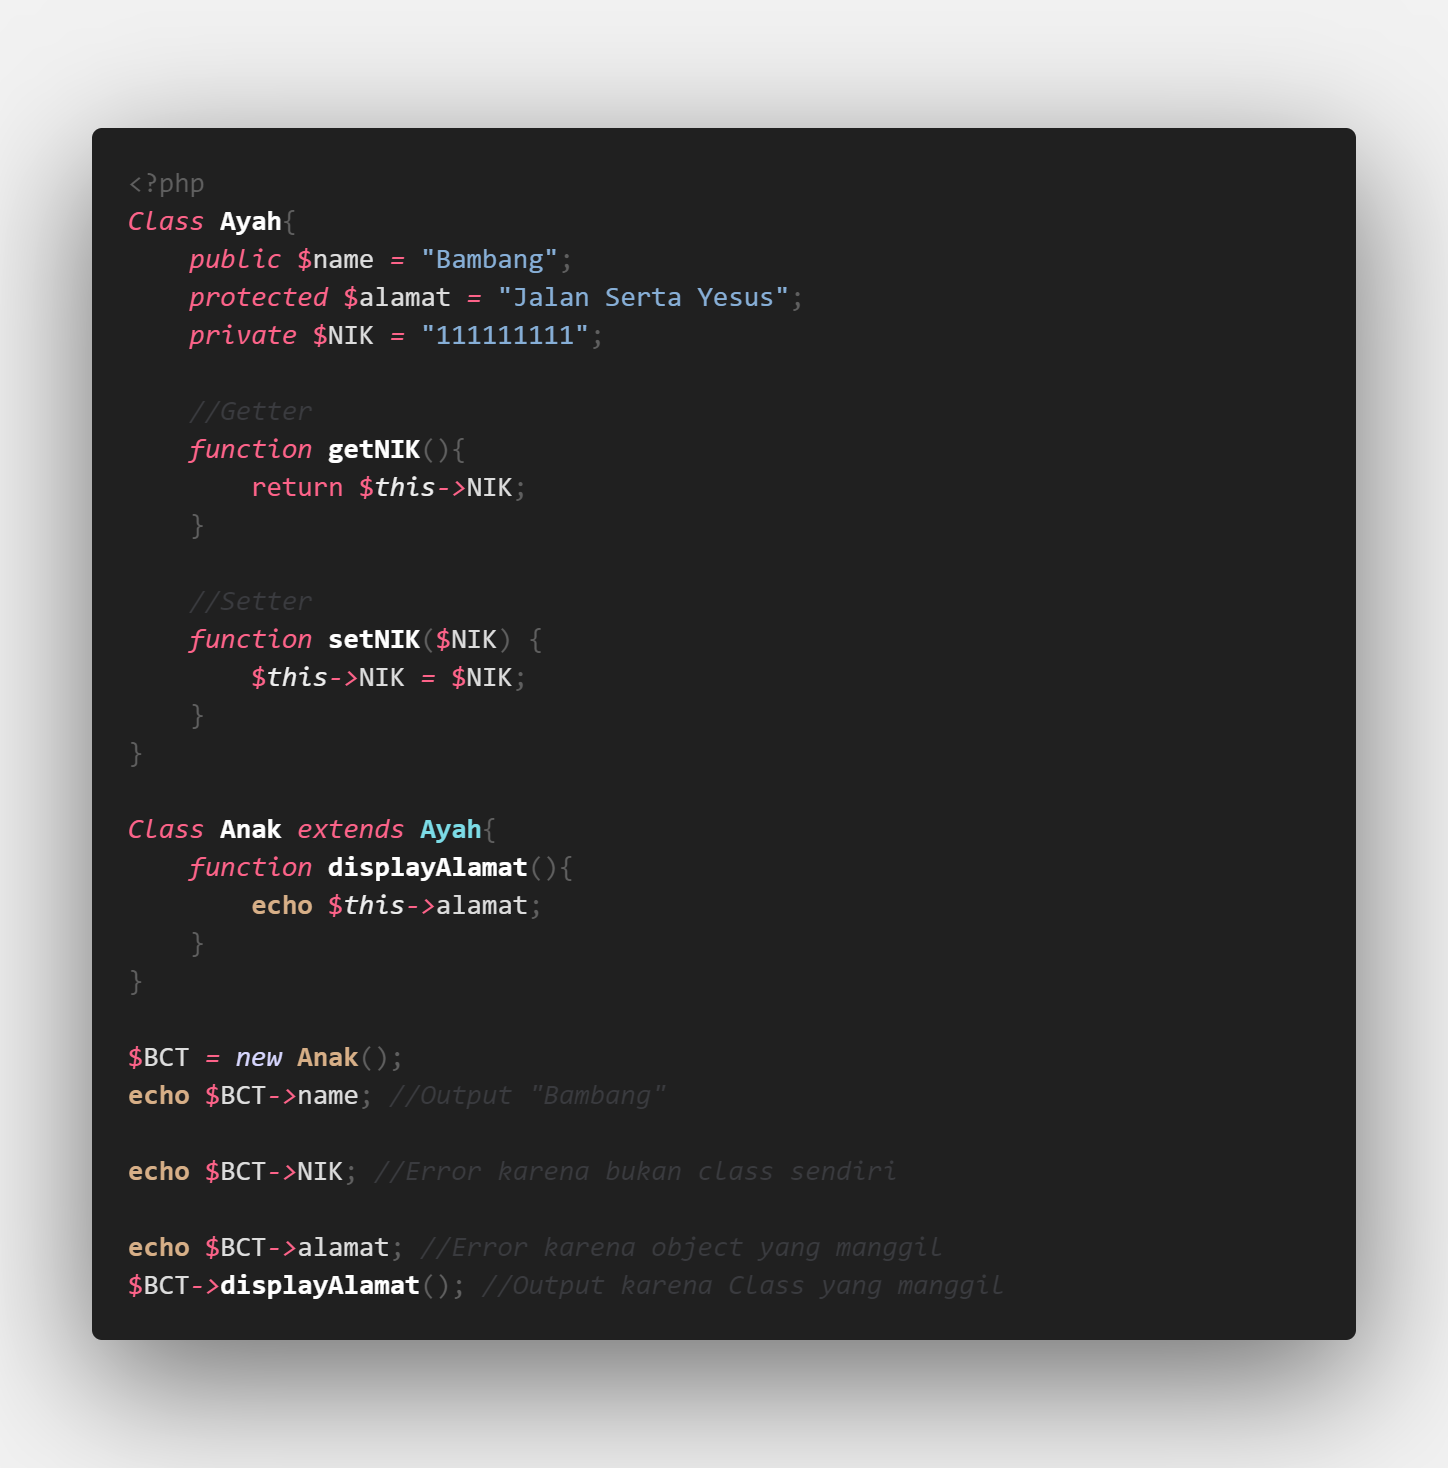 <?php
Class Ayah{
    public $name = "Bambang";
    protected $alamat = "Jalan Serta Yesus";
    private $NIK = "111111111";

    //Getter
    function getNIK(){
        return $this->NIK;
    }

    //Setter
    function setNIK($NIK) {
        $this->NIK = $NIK;
    }
}

Class Anak extends Ayah{
    function displayAlamat(){
        echo $this->alamat;
    }
}

$BCT = new Anak();
echo $BCT->name; //Output "Bambang"

echo $BCT->NIK; //Error karena bukan class sendiri

echo $BCT->alamat; //Error karena object yang manggil
$BCT->displayAlamat(); //Output karena Class yang manggil